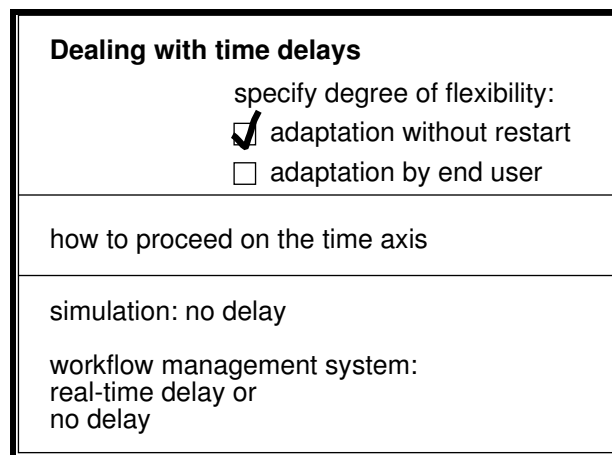 Dealing with time delays
specify degree of flexibility:
adaptation without restart
adaptation by end user
how to proceed on the time axis
simulation: no delay
workflow management system:
real-time delay or
no delay